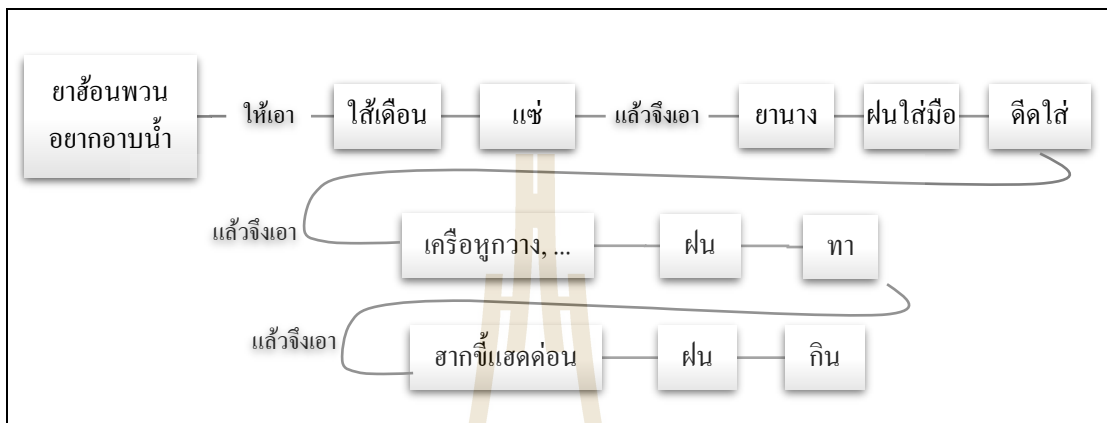 ยาฮ้อนพวน
อยากอาบน้ำ
ให้เอา
ใส้เดือน
แซ่
แล้วจึงเอา
ยานาง
ฝนใส่มือ
ดีดใส่
แล้วจึงเอา
เครือหูกวาง, ...
ฝน
ทา
แล้วจึงเอา
ฮากขี้แฮดด่อน
ฝน
กิน